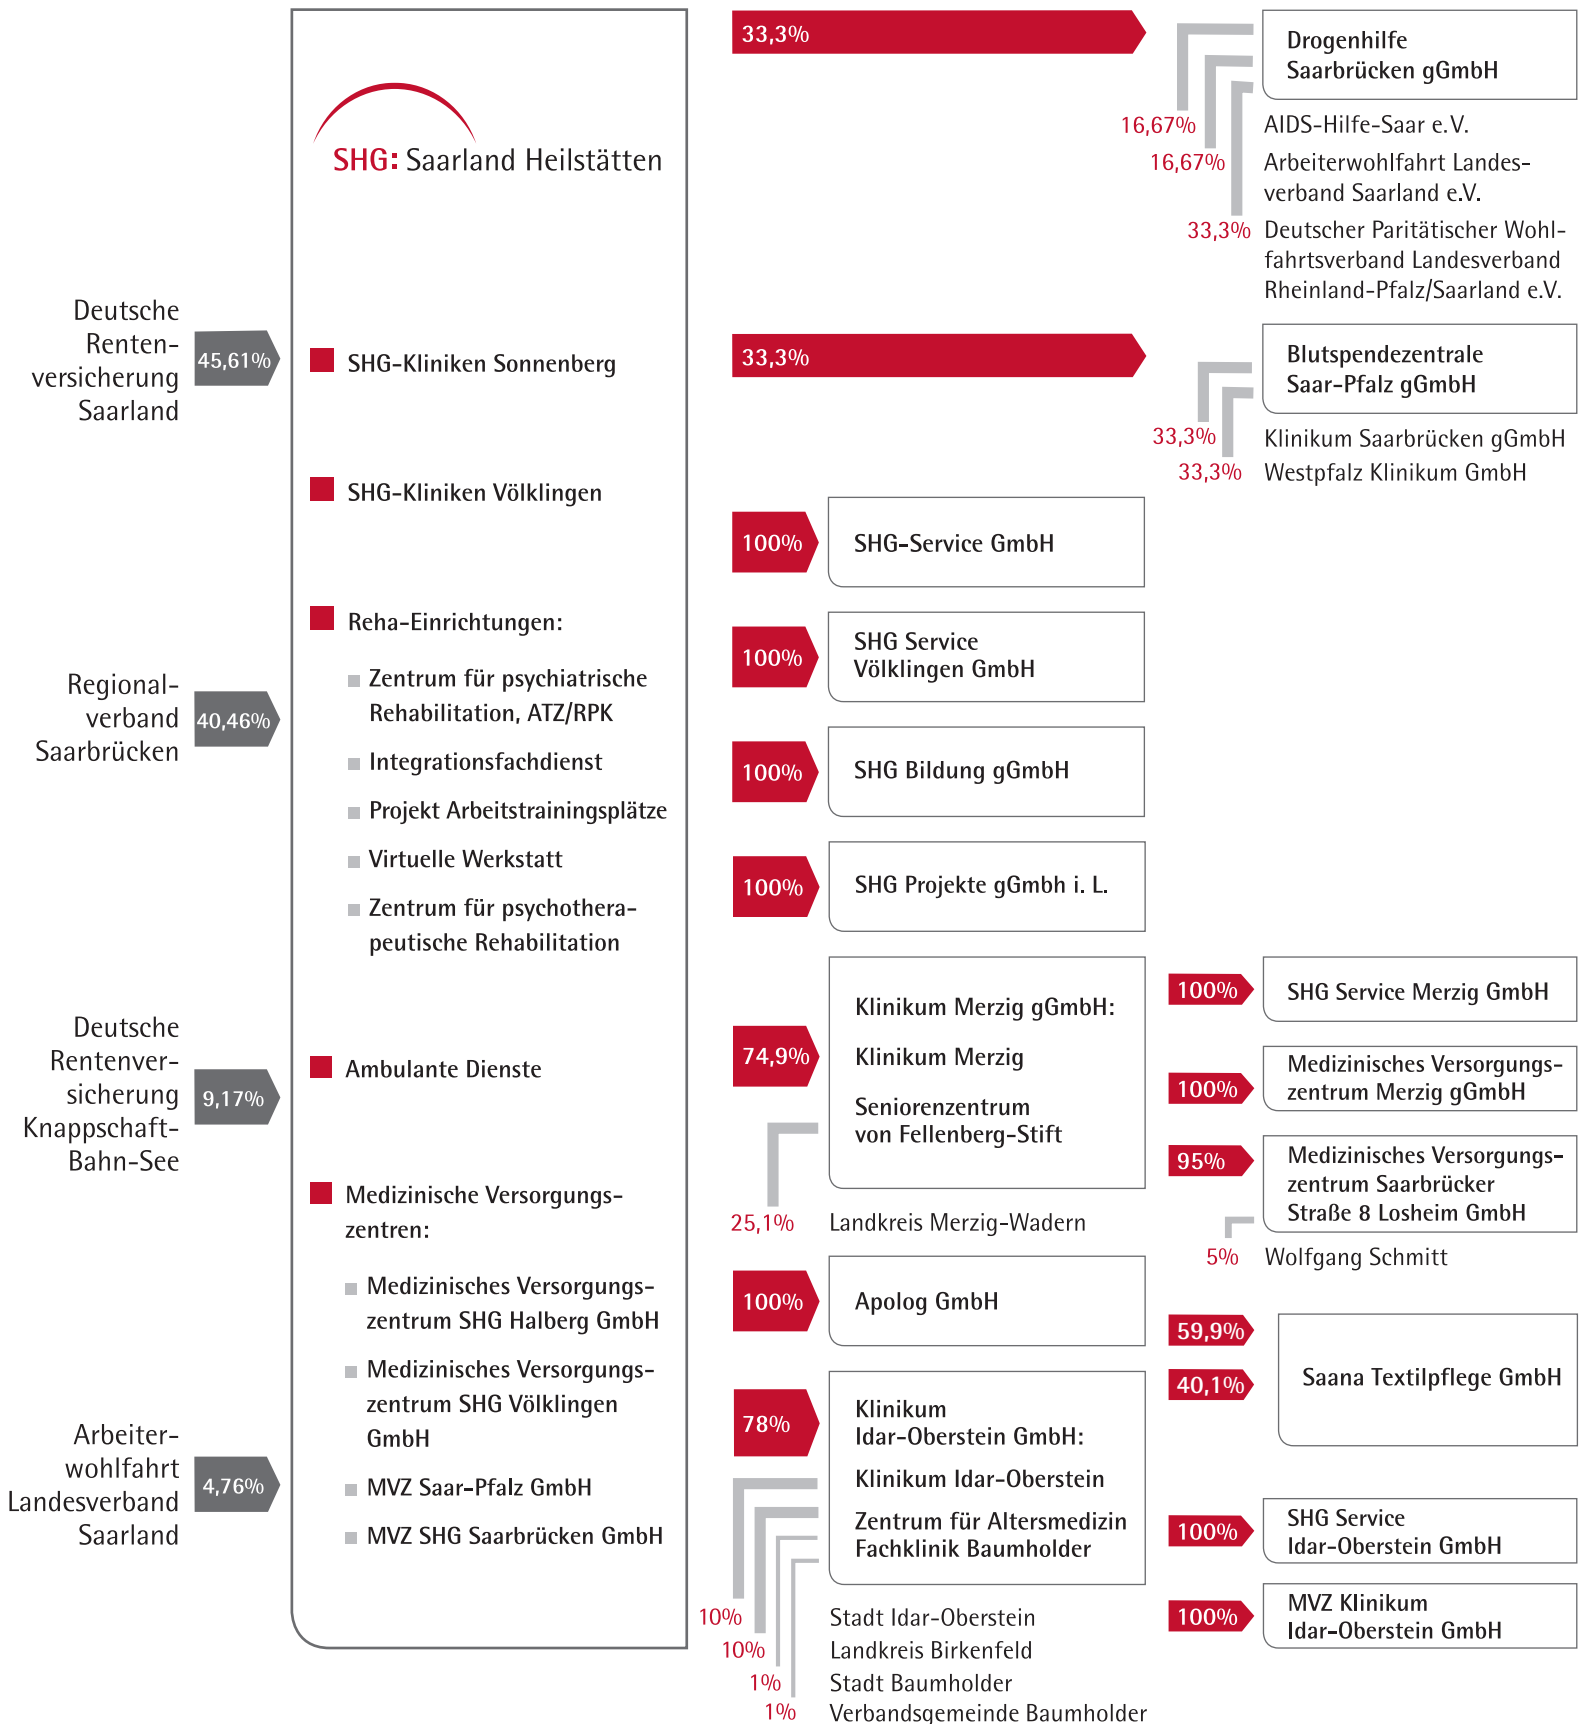 Deutsche
Renten-
versicherung
Saarland
45,61%
Regional-
verband
Saarbrücken
40,46%
Deutsche
Rentenver-
sicherung
Knappschaft-
Bahn-See
9,17%
Arbeiter-
wohlfahrt
Landesverband
Saarland
4,76%
SHG: Saarland Heilstätten
SHG-Kliniken Sonnenberg
SHG-Kliniken Völklingen
Reha-Einrichtungen:
Zentrum für psychiatrische
Rehabilitation, ATZ/RPK
Integrationsfachdienst
Projekt Arbeitstrainingsplätze
Virtuelle Werkstatt
Zentrum für psychothera-
peutische Rehabilitation
Ambulante Dienste
Medizinische Versorgungs-
zentren:
Medizinisches Versorgungs-
zentrum SHG Halberg GmbH
Medizinisches Versorgungs-
zentrum SHG Völklingen
GmbH
MVZ Saar-Pfalz GmbH
MVZ SHG Saarbrücken GmbH
33,3%
Drogenhilfe
Saarbrücken gGmbH
16,67% AIDS-Hilfe-Saar e.V.
16,67% Arbeiterwohlfahrt Landes-
verband Saarland e.V.
33,3% Deutscher Paritätischer Wohl-
fahrtsverband Landesverband
Rheinland-Pfalz/Saarland e.V.
33,3%
Blutspendezentrale
Saar-Pfalz gGmbH
33,3% Klinikum Saarbrücken gGmbH
33,3% Westpfalz Klinikum GmbH
100% SHG-Service GmbH
100%
SHG Service
Völklingen GmbH
100% SHG Bildung gGmbH
100% SHG Projekte gGmbh i. L.
74,9%
Klinikum Merzig gGmbH:
Klinikum Merzig
Seniorenzentrum
von Fellenberg-Stift
25,1% Landkreis Merzig-Wadern
100% SHG Service Merzig GmbH
100%
Medizinisches Versorgungs-
zentrum Merzig gGmbH
95%
Medizinisches Versorgungs-
zentrum Saarbrücker
Straße 8 Losheim GmbH
5% Wolfgang Schmitt
100% Apolog GmbH
59,9%
40,1%
Saana Textilpflege GmbH
78%
Klinikum
Idar-Oberstein GmbH:
Klinikum Idar-Oberstein
Zentrum für Altersmedizin
Fachklinik Baumholder
10% Stadt Idar-Oberstein
10% Landkreis Birkenfeld
1% Stadt Baumholder
1% Verbandsgemeinde Baumholder
100%
SHG Service
Idar-Oberstein GmbH
100%
MVZ Klinikum
Idar-Oberstein GmbH